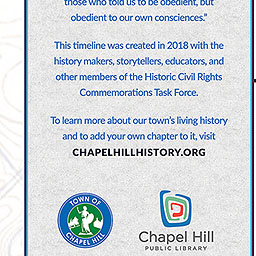 those who told us to be obedient, but
obedient to our own consciences.”
This timeline was created in 2018 with the
history makers, storytellers, educators, and
other members of the Historic Civil Rights
Commemorations Task Force.
To learn more about our town's living history
and to add your own chapter to it, visit
CHAPELHILLHISTORY.ORG
TOWN OF
CHAPEL HILL
Chapel Hill
PUBLIC LIBRARY